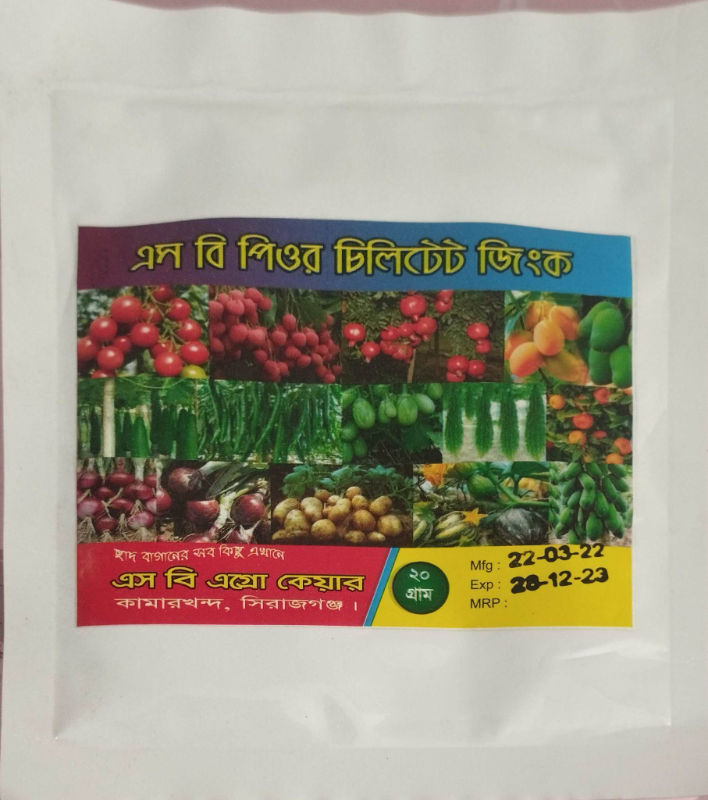 এস বি পিওর চিলিটেট জিংক
ছাদ বাগানের সব কিছু এখানে
এস বি এগ্রো কেয়ার
কামারখন্দ, সিরাজগঞ্জ।
২০
গ্রাম
Mfg : 22-03-22
Exp : 28-12-23
MRP :